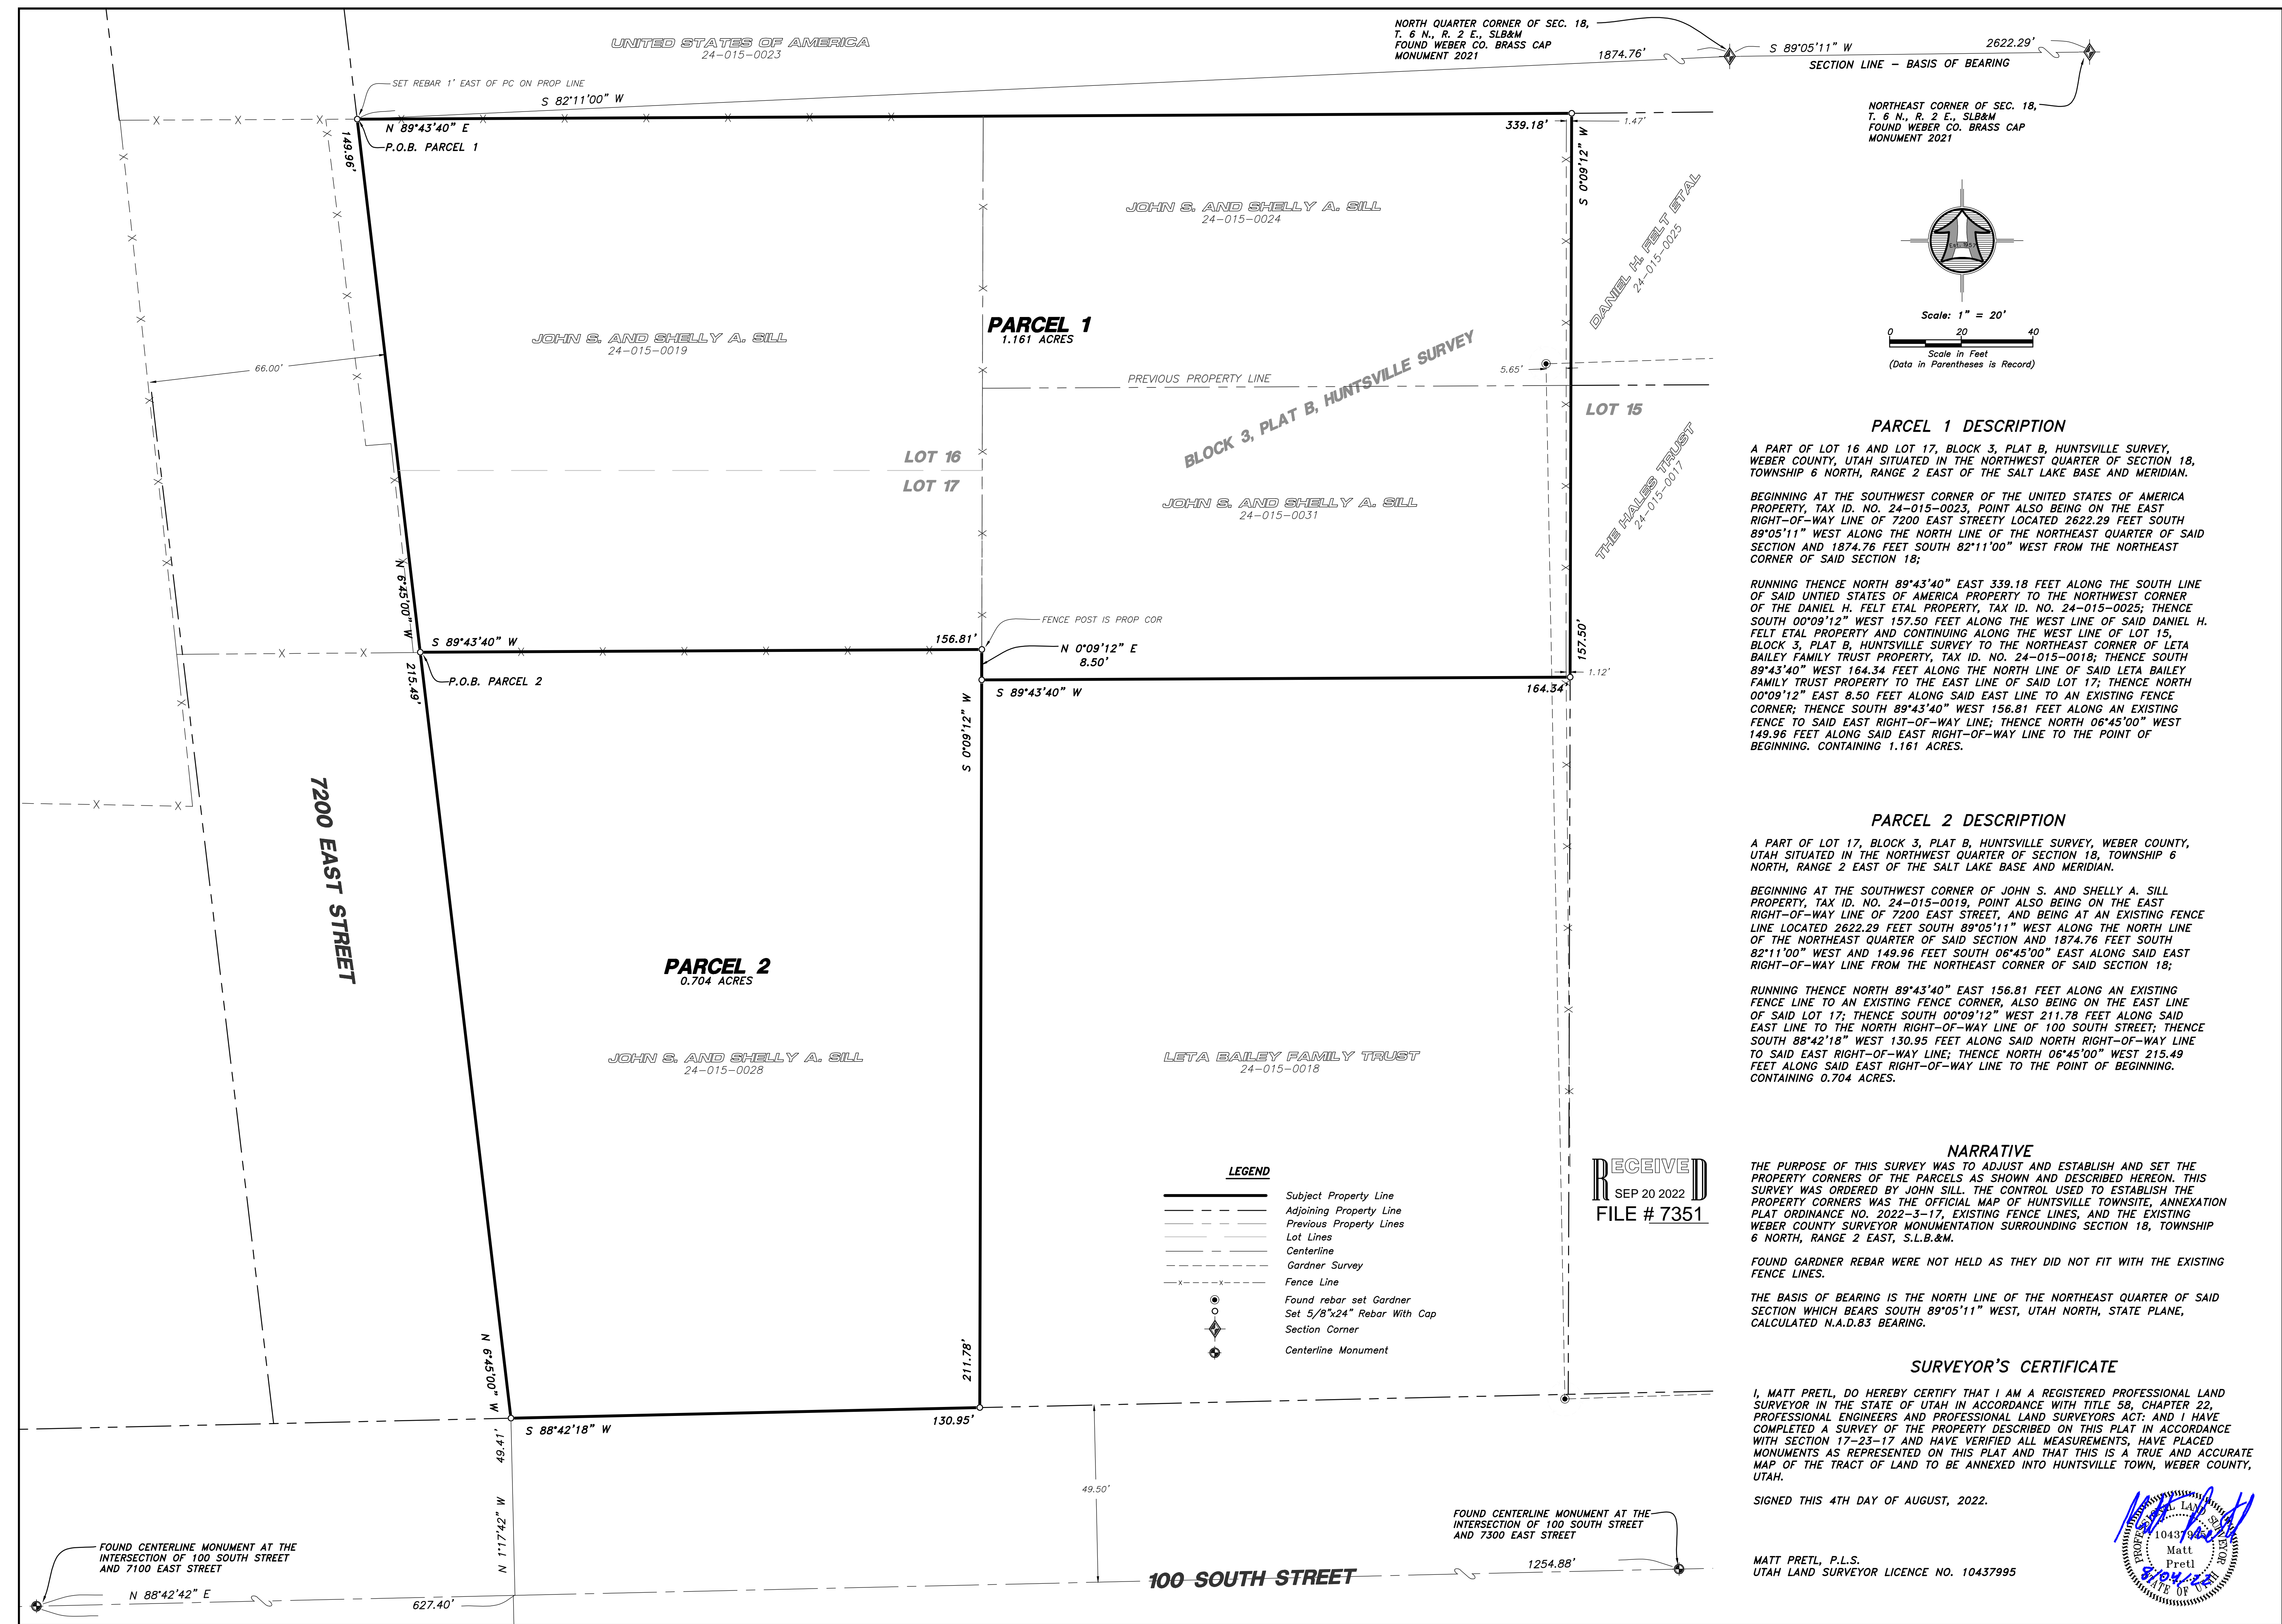 UNITED STATES OF AMERICA
24-015-0023
NORTH QUARTER CORNER OF SEC. 18,
T. 6 N., R. 2 E., SLB&M
FOUND WEBER CO. BRASS CAP
MONUMENT 2021
1874.76'
S 89°05'11" W
2622.29'
SECTION LINE - BASIS OF BEARING
NORTHEAST CORNER OF SEC. 18,
T. 6 N., R. 2 E., SLB&M
FOUND WEBER CO. BRASS CAP
MONUMENT 2021
SET REBAR 1' EAST OF PC ON PROP LINE
S 82°11'00" W
N 89°43'40" E
P.O.B. PARCEL 1
149.96'
339.18'
1.47'
S 0°09'12" W
JOHN S. AND SHELLY A. SILL
24-015-0024
DANIEL H. FELT ETAL
24-015-0025
PARCEL 1
1.161 ACRES
JOHN S. AND SHELLY A. SILL
24-015-0019
66.00'
PREVIOUS PROPERTY LINE
BLOCK 3, PLAT B, HUNTSVILLE SURVEY
5.65'
LOT 15
LOT 16
LOT 17
JOHN S. AND SHELLY A. SILL
24-015-0031
THE HALES TRUST
24-015-0017
N 6°45'00" W
FENCE POST IS PROP COR
S 89°43'40" W
156.81'
N 0°09'12" E
8.50'
157.50'
P.O.B. PARCEL 2
215.49'
S 89°43'40" W
164.34'
1.12'
S 0°09'12" W
7200 EAST STREET
PARCEL 2
0.704 ACRES
JOHN S. AND SHELLY A. SILL
24-015-0028
LETA BAILEY FAMILY TRUST
24-015-0018
LEGEND
Subject Property Line
Adjoining Property Line
Previous Property Lines
Lot Lines
Centerline
Gardner Survey
Fence Line
Found rebar set Gardner
Set 5/8"x24" Rebar With Cap
Section Corner
Centerline Monument
RECEIVED
SEP 20 2022
FILE # 7351
N 6°45'00" W
211.78'
S 88°42'18" W
130.95'
49.41'
N 1°17'42" W
49.50'
FOUND CENTERLINE MONUMENT AT THE
INTERSECTION OF 100 SOUTH STREET
AND 7100 EAST STREET
N 88°42'42" E
627.40'
100 SOUTH STREET
FOUND CENTERLINE MONUMENT AT THE
INTERSECTION OF 100 SOUTH STREET
AND 7300 EAST STREET
1254.88'
Est. 1957
Scale: 1" = 20'
0 20 40
Scale in Feet
(Data in Parentheses is Record)
PARCEL 1 DESCRIPTION
A PART OF LOT 16 AND LOT 17, BLOCK 3, PLAT B, HUNTSVILLE SURVEY,
WEBER COUNTY, UTAH SITUATED IN THE NORTHWEST QUARTER OF SECTION 18,
TOWNSHIP 6 NORTH, RANGE 2 EAST OF THE SALT LAKE BASE AND MERIDIAN.
BEGINNING AT THE SOUTHWEST CORNER OF THE UNITED STATES OF AMERICA
PROPERTY, TAX ID. NO. 24-015-0023, POINT ALSO BEING ON THE EAST
RIGHT-OF-WAY LINE OF 7200 EAST STREETY LOCATED 2622.29 FEET SOUTH
89°05'11" WEST ALONG THE NORTH LINE OF THE NORTHEAST QUARTER OF SAID
SECTION AND 1874.76 FEET SOUTH 82°11'00" WEST FROM THE NORTHEAST
CORNER OF SAID SECTION 18;
RUNNING THENCE NORTH 89°43'40" EAST 339.18 FEET ALONG THE SOUTH LINE
OF SAID UNTIED STATES OF AMERICA PROPERTY TO THE NORTHWEST CORNER
OF THE DANIEL H. FELT ETAL PROPERTY, TAX ID. NO. 24-015-0025; THENCE
SOUTH 00°09'12" WEST 157.50 FEET ALONG THE WEST LINE OF SAID DANIEL H.
FELT ETAL PROPERTY AND CONTINUING ALONG THE WEST LINE OF LOT 15,
BLOCK 3, PLAT B, HUNTSVILLE SURVEY TO THE NORTHEAST CORNER OF LETA
BAILEY FAMILY TRUST PROPERTY, TAX ID. NO. 24-015-0018; THENCE SOUTH
89°43'40" WEST 164.34 FEET ALONG THE NORTH LINE OF SAID LETA BAILEY
FAMILY TRUST PROPERTY TO THE EAST LINE OF SAID LOT 17; THENCE NORTH
00°09'12" EAST 8.50 FEET ALONG SAID EAST LINE TO AN EXISTING FENCE
CORNER; THENCE SOUTH 89°43'40" WEST 156.81 FEET ALONG AN EXISTING
FENCE TO SAID EAST RIGHT-OF-WAY LINE; THENCE NORTH 06°45'00" WEST
149.96 FEET ALONG SAID EAST RIGHT-OF-WAY LINE TO THE POINT OF
BEGINNING. CONTAINING 1.161 ACRES.
PARCEL 2 DESCRIPTION
A PART OF LOT 17, BLOCK 3, PLAT B, HUNTSVILLE SURVEY, WEBER COUNTY,
UTAH SITUATED IN THE NORTHWEST QUARTER OF SECTION 18, TOWNSHIP 6
NORTH, RANGE 2 EAST OF THE SALT LAKE BASE AND MERIDIAN.
BEGINNING AT THE SOUTHWEST CORNER OF JOHN S. AND SHELLY A. SILL
PROPERTY, TAX ID. NO. 24-015-0019, POINT ALSO BEING ON THE EAST
RIGHT-OF-WAY LINE OF 7200 EAST STREET, AND BEING AT AN EXISTING FENCE
LINE LOCATED 2622.29 FEET SOUTH 89°05'11" WEST ALONG THE NORTH LINE
OF THE NORTHEAST QUARTER OF SAID SECTION AND 1874.76 FEET SOUTH
82°11'00" WEST AND 149.96 FEET SOUTH 06°45'00" EAST ALONG SAID EAST
RIGHT-OF-WAY LINE FROM THE NORTHEAST CORNER OF SAID SECTION 18;
RUNNING THENCE NORTH 89°43'40" EAST 156.81 FEET ALONG AN EXISTING
FENCE LINE TO AN EXISTING FENCE CORNER, ALSO BEING ON THE EAST LINE
OF SAID LOT 17; THENCE SOUTH 00°09'12" WEST 211.78 FEET ALONG SAID
EAST LINE TO THE NORTH RIGHT-OF-WAY LINE OF 100 SOUTH STREET; THENCE
SOUTH 88°42'18" WEST 130.95 FEET ALONG SAID NORTH RIGHT-OF-WAY LINE
TO SAID EAST RIGHT-OF-WAY LINE; THENCE NORTH 06°45'00" WEST 215.49
FEET ALONG SAID EAST RIGHT-OF-WAY LINE TO THE POINT OF BEGINNING.
CONTAINING 0.704 ACRES.
NARRATIVE
THE PURPOSE OF THIS SURVEY WAS TO ADJUST AND ESTABLISH AND SET THE
PROPERTY CORNERS OF THE PARCELS AS SHOWN AND DESCRIBED HEREON. THIS
SURVEY WAS ORDERED BY JOHN SILL. THE CONTROL USED TO ESTABLISH THE
PROPERTY CORNERS WAS THE OFFICIAL MAP OF HUNTSVILLE TOWNSITE, ANNEXATION
PLAT ORDINANCE NO. 2022-3-17, EXISTING FENCE LINES, AND THE EXISTING
WEBER COUNTY SURVEYOR MONUMENTATION SURROUNDING SECTION 18, TOWNSHIP
6 NORTH, RANGE 2 EAST, S.L.B.&M.
FOUND GARDNER REBAR WERE NOT HELD AS THEY DID NOT FIT WITH THE EXISTING
FENCE LINES.
THE BASIS OF BEARING IS THE NORTH LINE OF THE NORTHEAST QUARTER OF SAID
SECTION WHICH BEARS SOUTH 89°05'11" WEST, UTAH NORTH, STATE PLANE,
CALCULATED N.A.D.83 BEARING.
SURVEYOR'S CERTIFICATE
I, MATT PRETL, DO HEREBY CERTIFY THAT I AM A REGISTERED PROFESSIONAL LAND
SURVEYOR IN THE STATE OF UTAH IN ACCORDANCE WITH TITLE 58, CHAPTER 22,
PROFESSIONAL ENGINEERS AND PROFESSIONAL LAND SURVEYORS ACT: AND I HAVE
COMPLETED A SURVEY OF THE PROPERTY DESCRIBED ON THIS PLAT IN ACCORDANCE
WITH SECTION 17-23-17 AND HAVE VERIFIED ALL MEASUREMENTS, HAVE PLACED
MONUMENTS AS REPRESENTED ON THIS PLAT AND THAT THIS IS A TRUE AND ACCURATE
MAP OF THE TRACT OF LAND TO BE ANNEXED INTO HUNTSVILLE TOWN, WEBER COUNTY,
UTAH.
SIGNED THIS 4TH DAY OF AUGUST, 2022.
MATT PRETL, P.L.S.
UTAH LAND SURVEYOR LICENCE NO. 10437995
PROFESSIONAL LAND SURVEYOR
10437995
Matt
Pretl
8/04/22
STATE OF UTAH